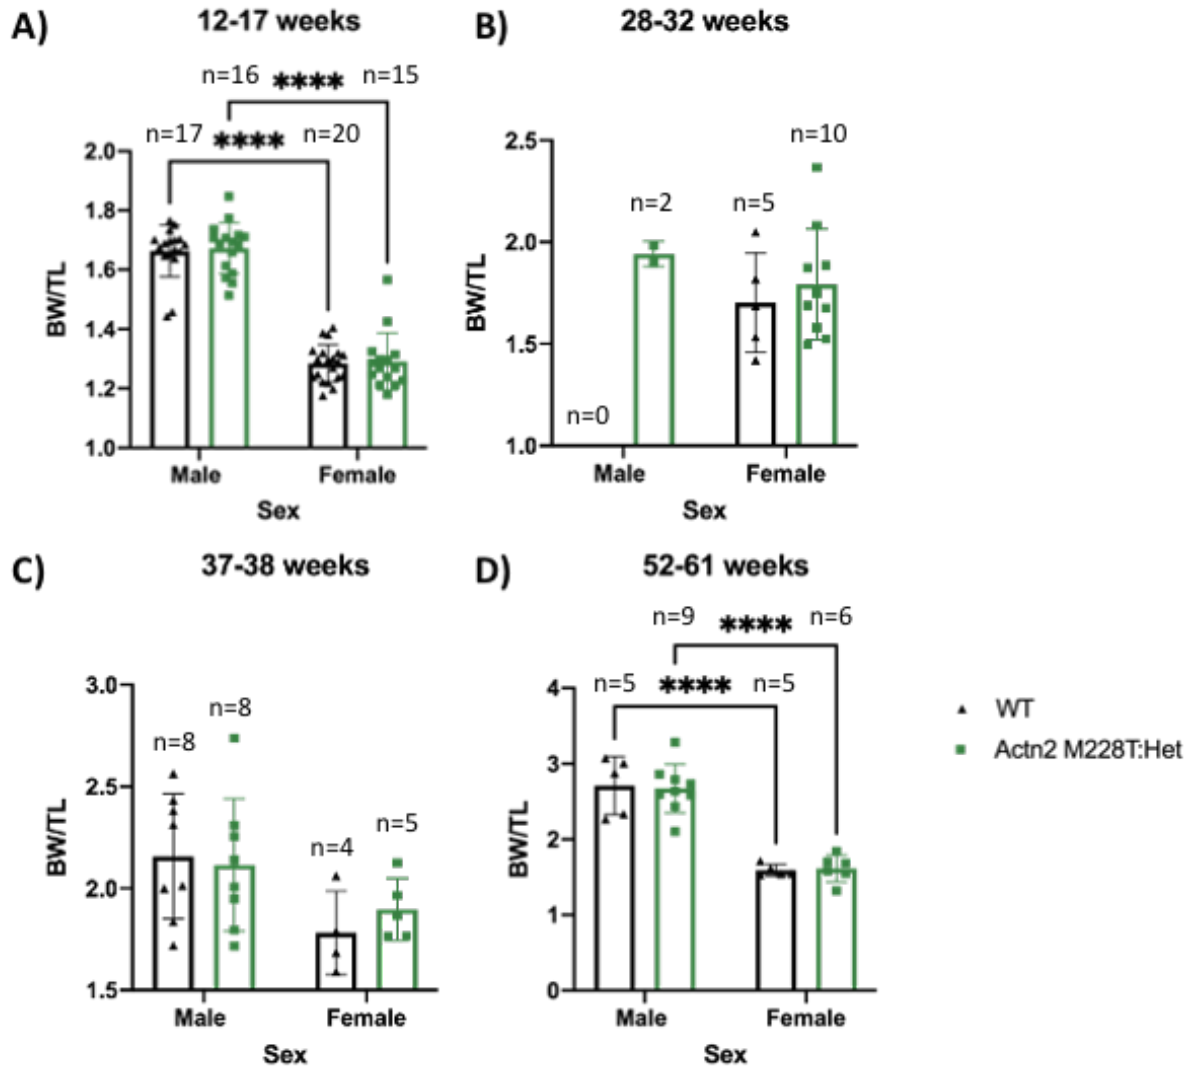 A)
12-17 weeks
n=16 **** n=15
n=17 **** n=20
2.0
1.8
1.6
1.4
1.2
1.0
BW/TL
Male Female
Sex
B)
28-32 weeks
n=10
n=2 n=5
n=0
2.5
2.0
1.5
1.0
BW/TL
Male Female
Sex
C)
37-38 weeks
n=8
n=8
n=5
n=4
3.0
2.5
2.0
1.5
BW/TL
Male Female
Sex
D)
52-61 weeks
n=9 **** n=6
n=5 **** n=5
4
3
2
1
0
BW/TL
Male Female
Sex
WT
Actn2 M228T:Het